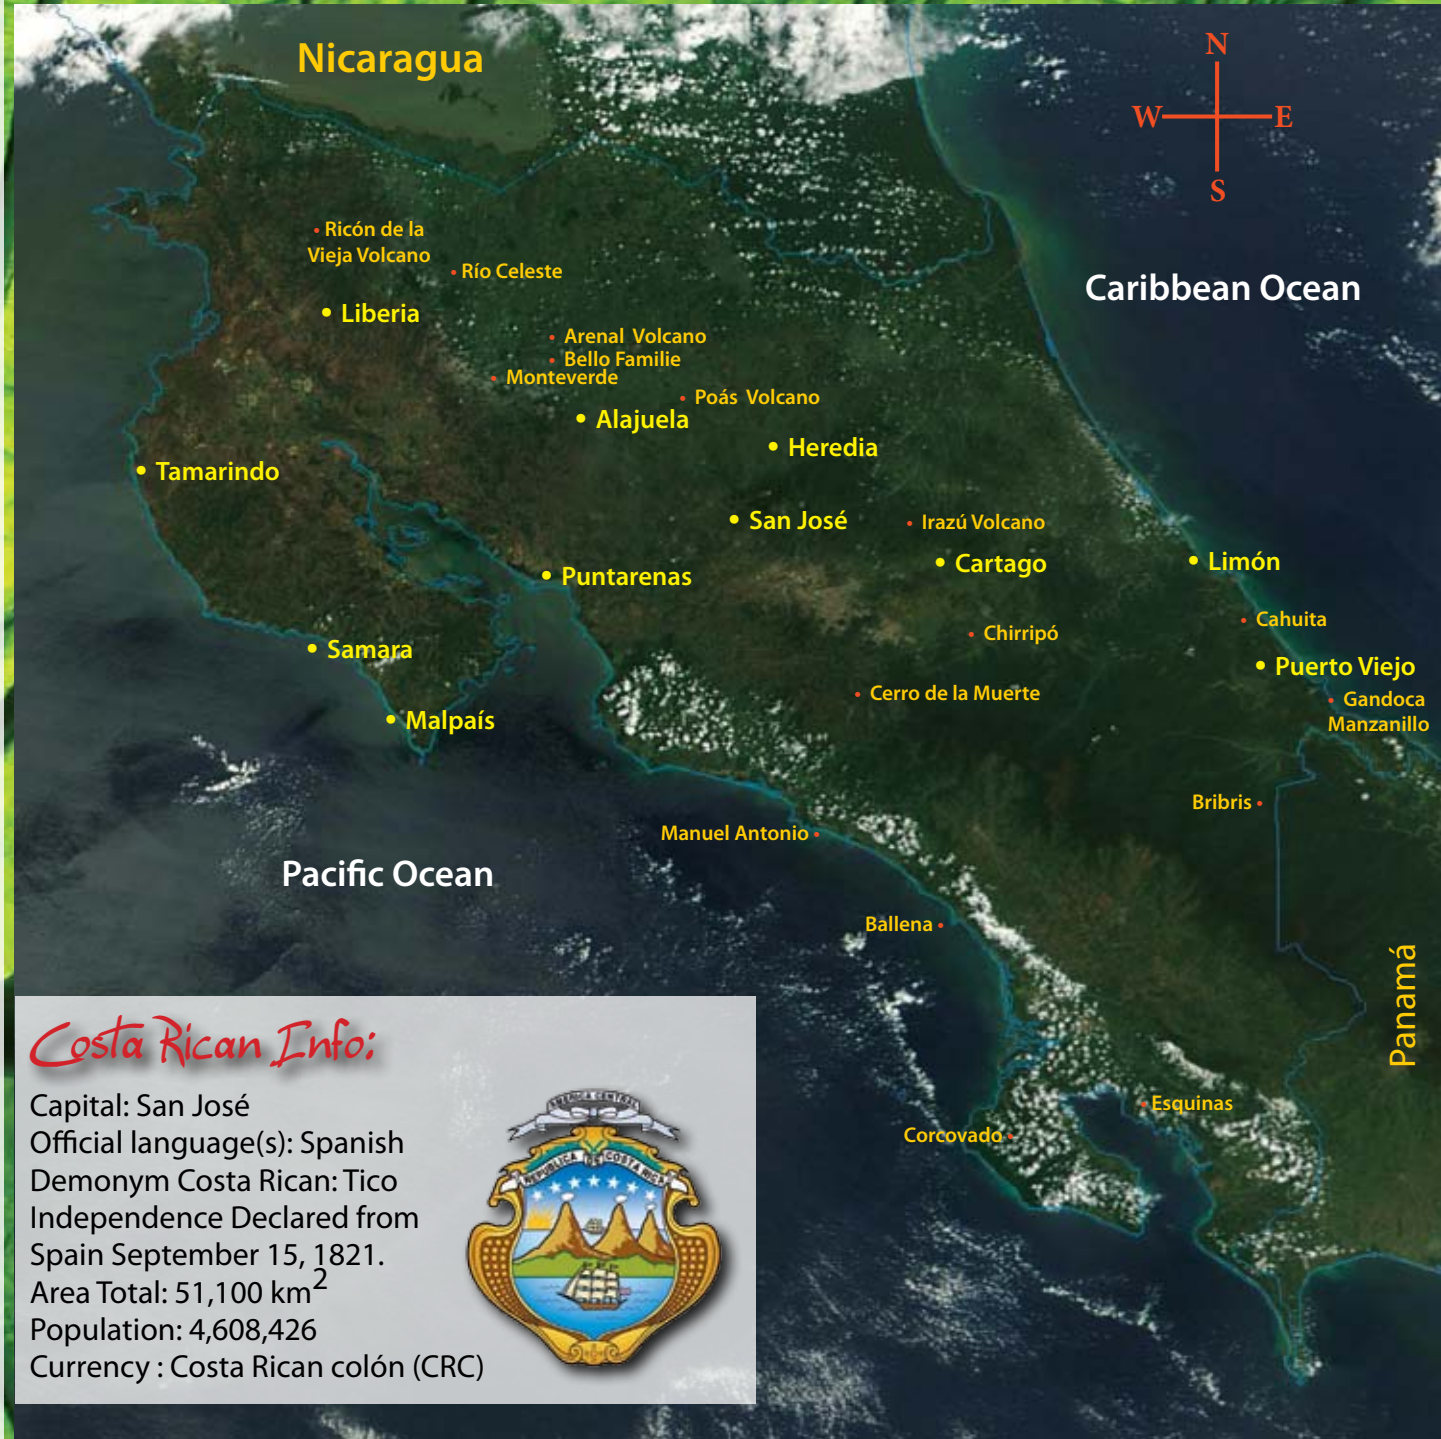 Nicaragua
N
W E
S
• Ricón de la
Vieja Volcano
• Río Celeste
Caribbean Ocean
• Liberia
• Arenal Volcano
• Bello Familie
• Monteverde
• Poás Volcano
• Alajuela
• Heredia
• Tamarindo
• San José
• Irazú Volcano
• Cartago
• Limón
• Puntarenas
• Cahuita
• Chirripó
• Samara
• Puerto Viejo
• Cerro de la Muerte
• Gandoca
Manzanillo
• Malpaís
Bribris •
Manuel Antonio •
Pacific Ocean
Ballena •
Panamá
• Esquinas
Corcovado •
Costa Rican Info:
Capital: San José
Official language(s): Spanish
Demonym Costa Rican: Tico
Independence Declared from
Spain September 15, 1821.
Area Total: 51,100 km²
Population: 4,608,426
Currency : Costa Rican colón (CRC)
AMERICA CENTRAL
REPUBLICA DE COSTA RICA